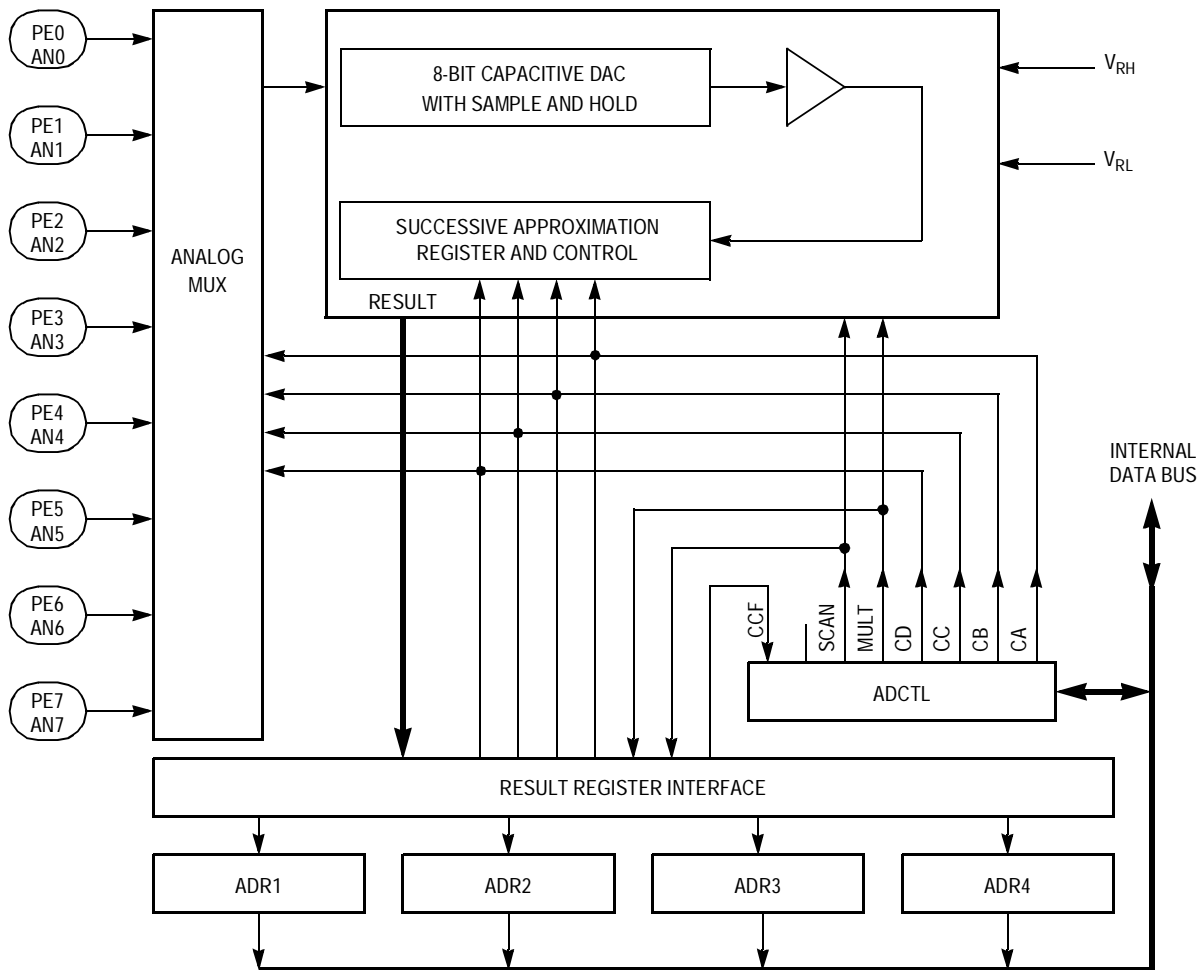 PE0
AN0
PE1
AN1
PE2
AN2
PE3
AN3
PE4
AN4
PE5
AN5
PE6
AN6
PE7
AN7
ANALOG
MUX
8-BIT CAPACITIVE DAC
WITH SAMPLE AND HOLD
SUCCESSIVE APPROXIMATION
REGISTER AND CONTROL
RESULT
VRH
VRL
INTERNAL
DATA BUS
CCF
SCAN
MULT
CD
CC
CB
CA
ADCTL
RESULT REGISTER INTERFACE
ADR1
ADR2
ADR3
ADR4